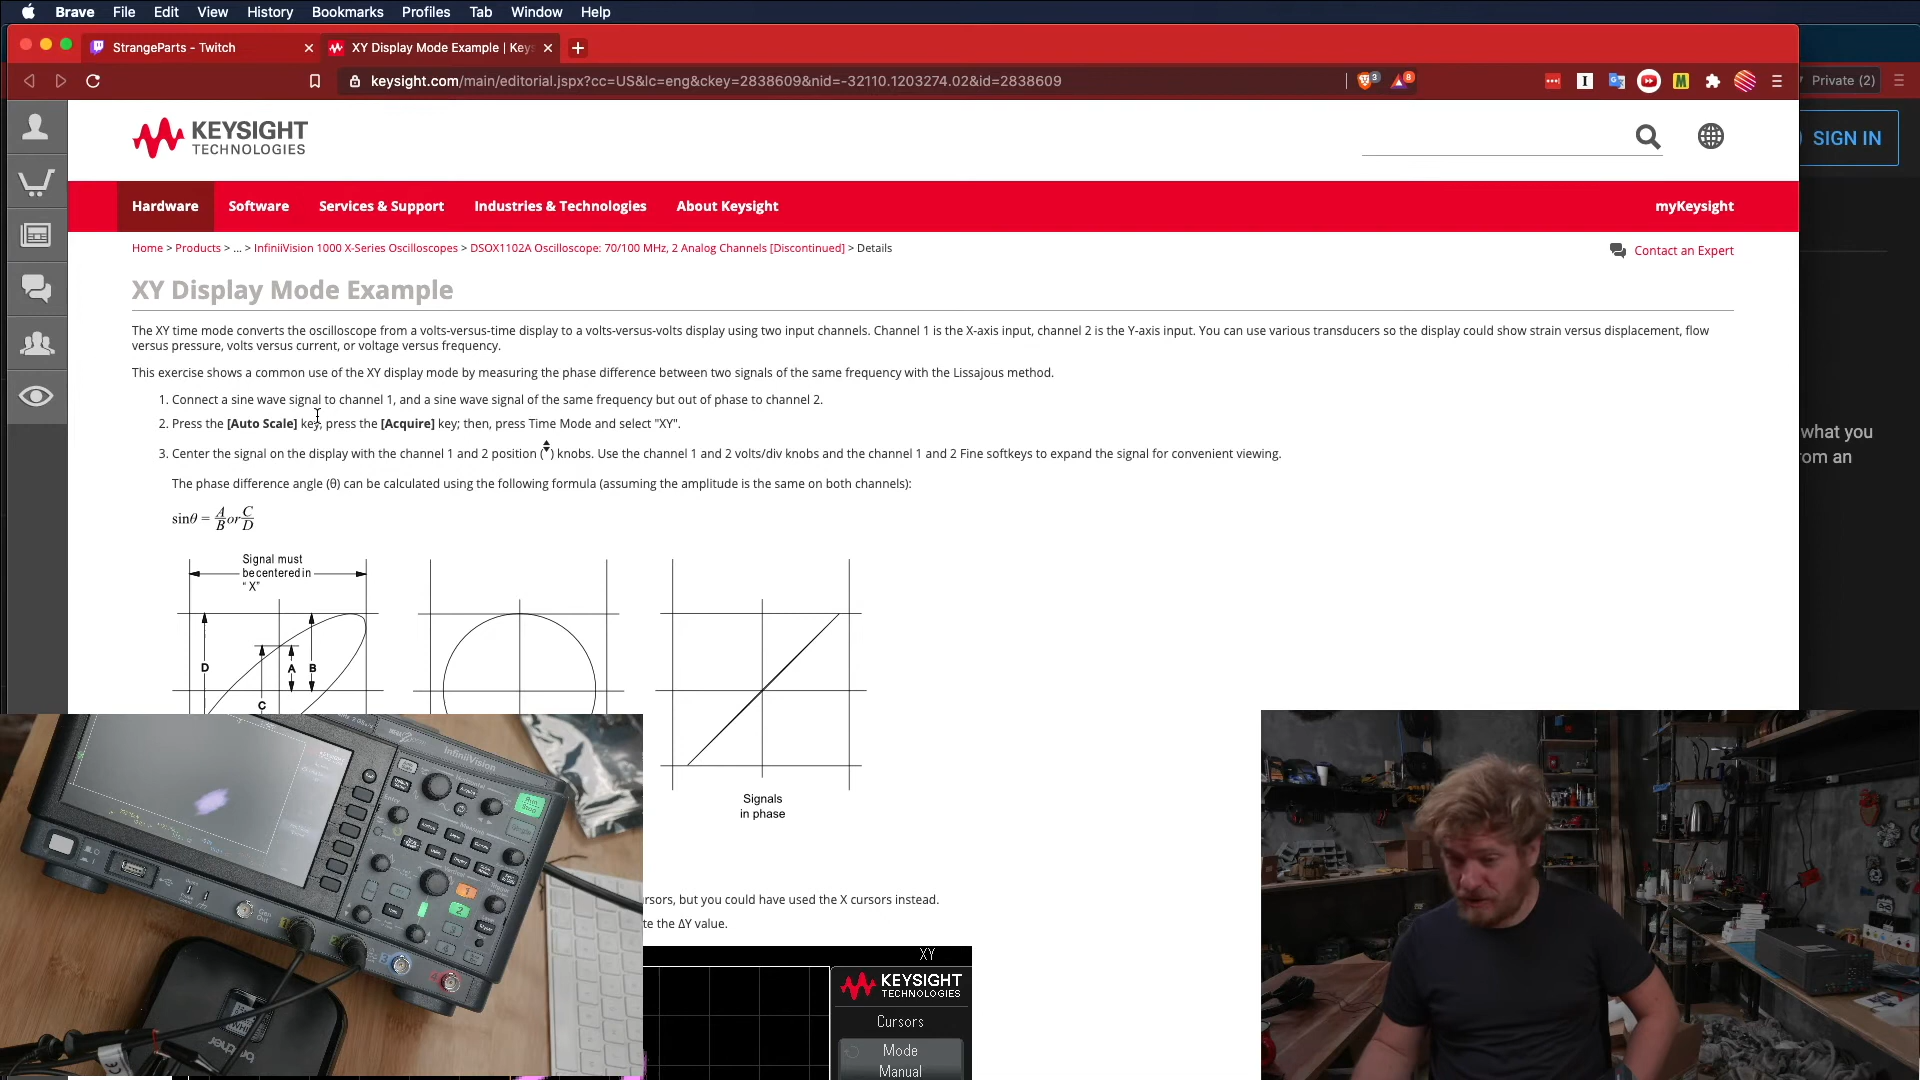 Brave File Edit View History Bookmarks Profiles Tab Window Help
StrangeParts - Twitch
XY Display Mode Example | Key
keysight.com/main/editorial.jspx?cc=US&lc=eng&ckey=2838609&nid=-32110.1203274.02&id=2838609
3
8
Private (2)
KEYSIGHT
TECHNOLOGIES
SIGN IN
Hardware Software Services & Support Industries & Technologies About Keysight myKeysight
Home > Products > ... > InfiniiVision 1000 X-Series Oscilloscopes > DSOX1102A Oscilloscope: 70/100 MHz, 2 Analog Channels [Discontinued] > Details
Contact an Expert
XY Display Mode Example
The XY time mode converts the oscilloscope from a volts-versus-time display to a volts-versus-volts display using two input channels. Channel 1 is the X-axis input, channel 2 is the Y-axis input. You can use various transducers so the display could show strain versus displacement, flow
versus pressure, volts versus current, or voltage versus frequency.
This exercise shows a common use of the XY display mode by measuring the phase difference between two signals of the same frequency with the Lissajous method.
1. Connect a sine wave signal to channel 1, and a sine wave signal of the same frequency but out of phase to channel 2.
2. Press the [Auto Scale] key, press the [Acquire] key; then, press Time Mode and select "XY".
3. Center the signal on the display with the channel 1 and 2 position (⬍) knobs. Use the channel 1 and 2 volts/div knobs and the channel 1 and 2 Fine softkeys to expand the signal for convenient viewing.
what you
om an
The phase difference angle (θ) can be calculated using the following formula (assuming the amplitude is the same on both channels):
sinθ = A/B or C/D
Signal must
be centered in
"X"
D
A
B
C
Signals
in phase
InfiniiVision
rsors, but you could have used the X cursors instead.
te the ΔY value.
XY
KEYSIGHT
TECHNOLOGIES
Cursors
Mode
Manual
brother